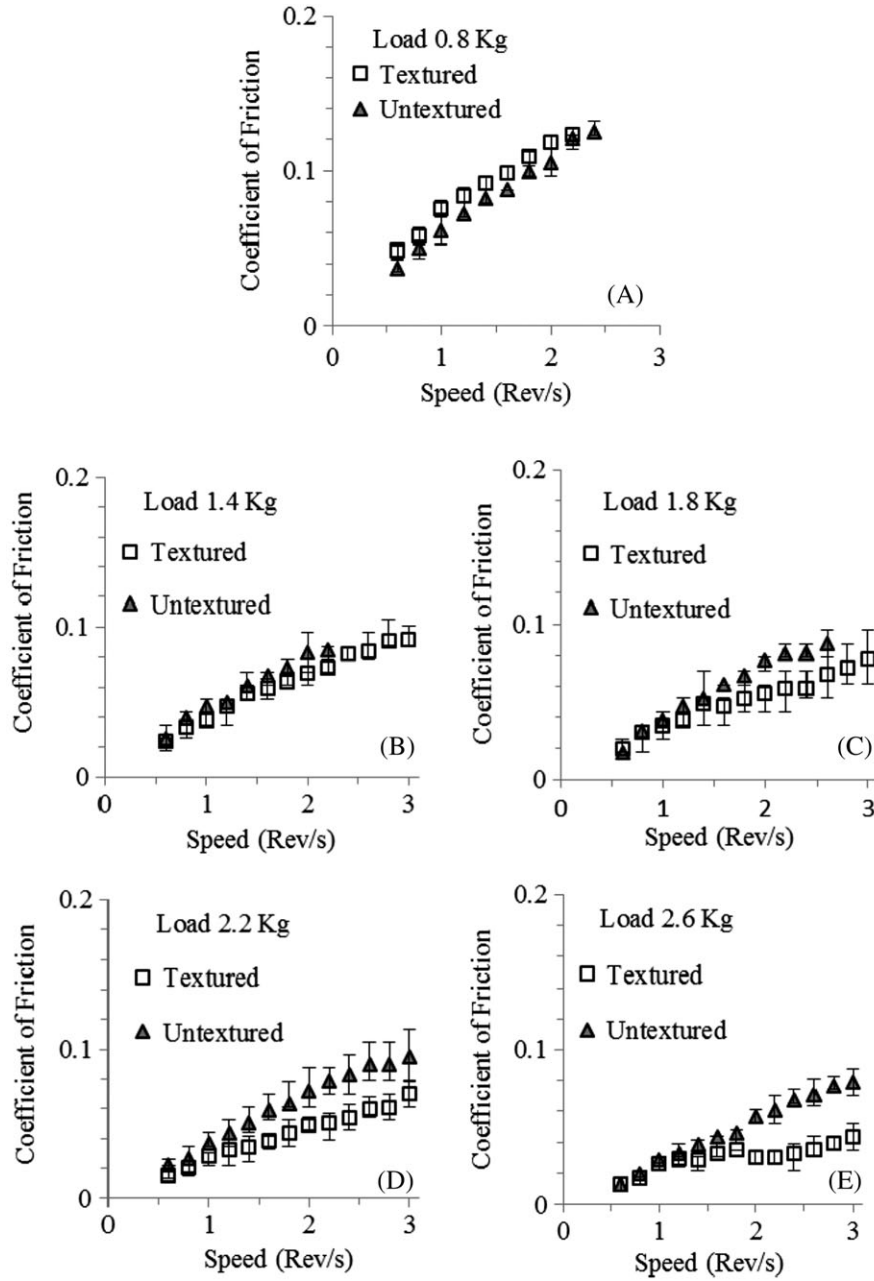 0.2
Load 0.8 Kg
Textured
Untextured
0.1
Coefficient of Friction
(A)
0
0 1 2 3
Speed (Rev/s)
0.2
Load 1.4 Kg
Textured
Untextured
0.1
Coefficient of Friction
(B)
0
0 1 2 3
Speed (Rev/s)
0.2
Load 1.8 Kg
Textured
Untextured
0.1
Coefficient of Friction
(C)
0
0 1 2 3
Speed (Rev/s)
0.2
Load 2.2 Kg
Textured
Untextured
0.1
Coefficient of Friction
(D)
0
0 1 2 3
Speed (Rev/s)
0.2
Load 2.6 Kg
Textured
Untextured
0.1
Coefficient of Friction
(E)
0
0 1 2 3
Speed (Rev/s)